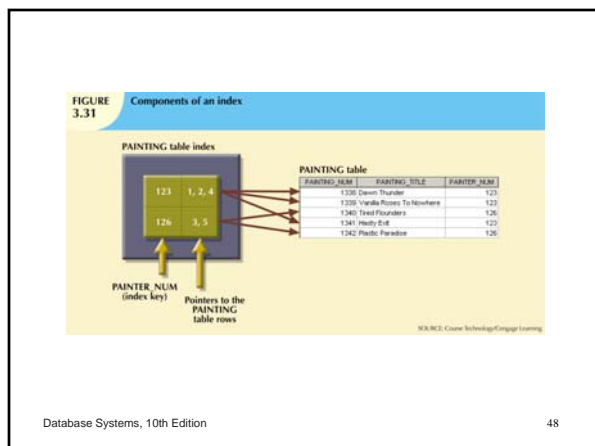 FIGURE 3.31
Components of an index
PAINTING table index
123 1, 2, 4
126 3, 5
PAINTER_NUM (index key)
Pointers to the PAINTING table rows
PAINTING table
PAINTING_NUM PAINTING_TITLE PAINTER_NUM
1338 Dawn Thunder 123
1339 Vanilla Roses To Nowhere 123
1340 Tired Flounders 126
1341 Hasty Exit 123
1342 Plastic Paradise 126
SOURCE: Course Technology/Cengage Learning
Database Systems, 10th Edition 48